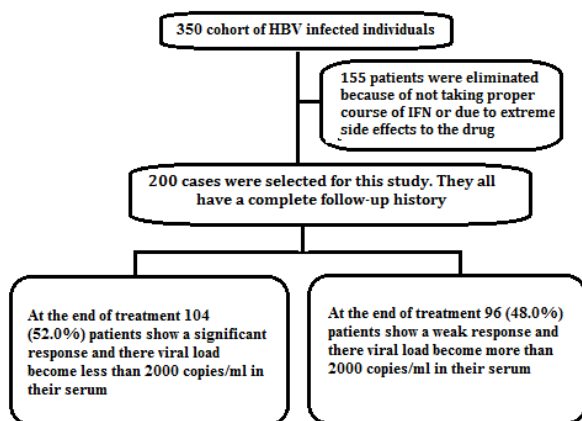 350 cohort of HBV infected individuals
155 patients were eliminated
because of not taking proper
course of IFN or due to extreme
side effects to the drug
200 cases were selected for this study. They all
have a complete follow-up history
At the end of treatment 104
(52.0%) patients show a significant
response and there viral load
become less than 2000 copies/ml in
their serum
At the end of treatment 96 (48.0%)
patients show a weak response and
there viral load become more than
2000 copies/ml in their serum